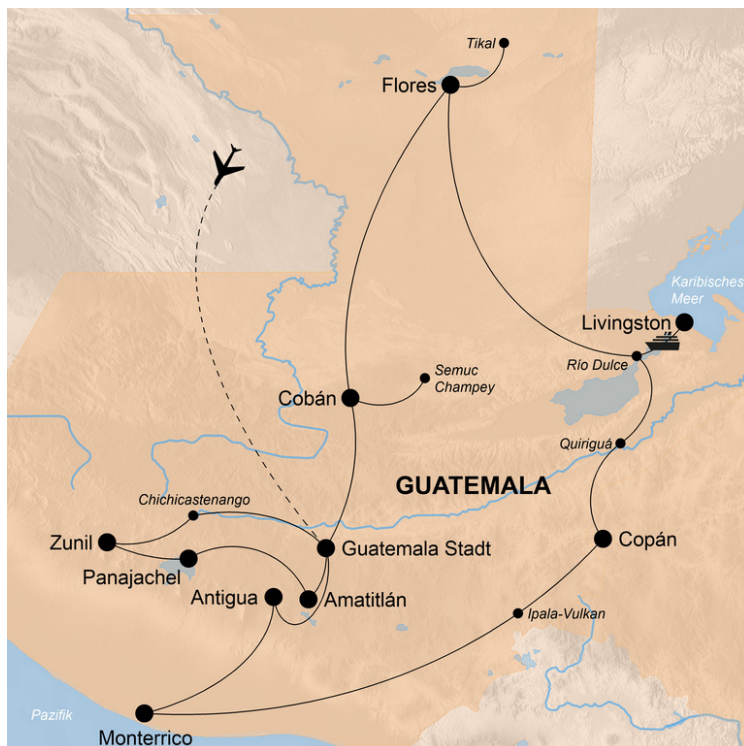 Tikal
Flores
Karibisches
Meer
Livingston
Río Dulce
Semuc
Champey
Cobán
Quiriguá
GUATEMALA
Chichicastenango
Zunil
Guatemala Stadt
Copán
Panajachel
Antigua
Amatitlán
Ipala-Vulkan
Pazifik
Monterrico